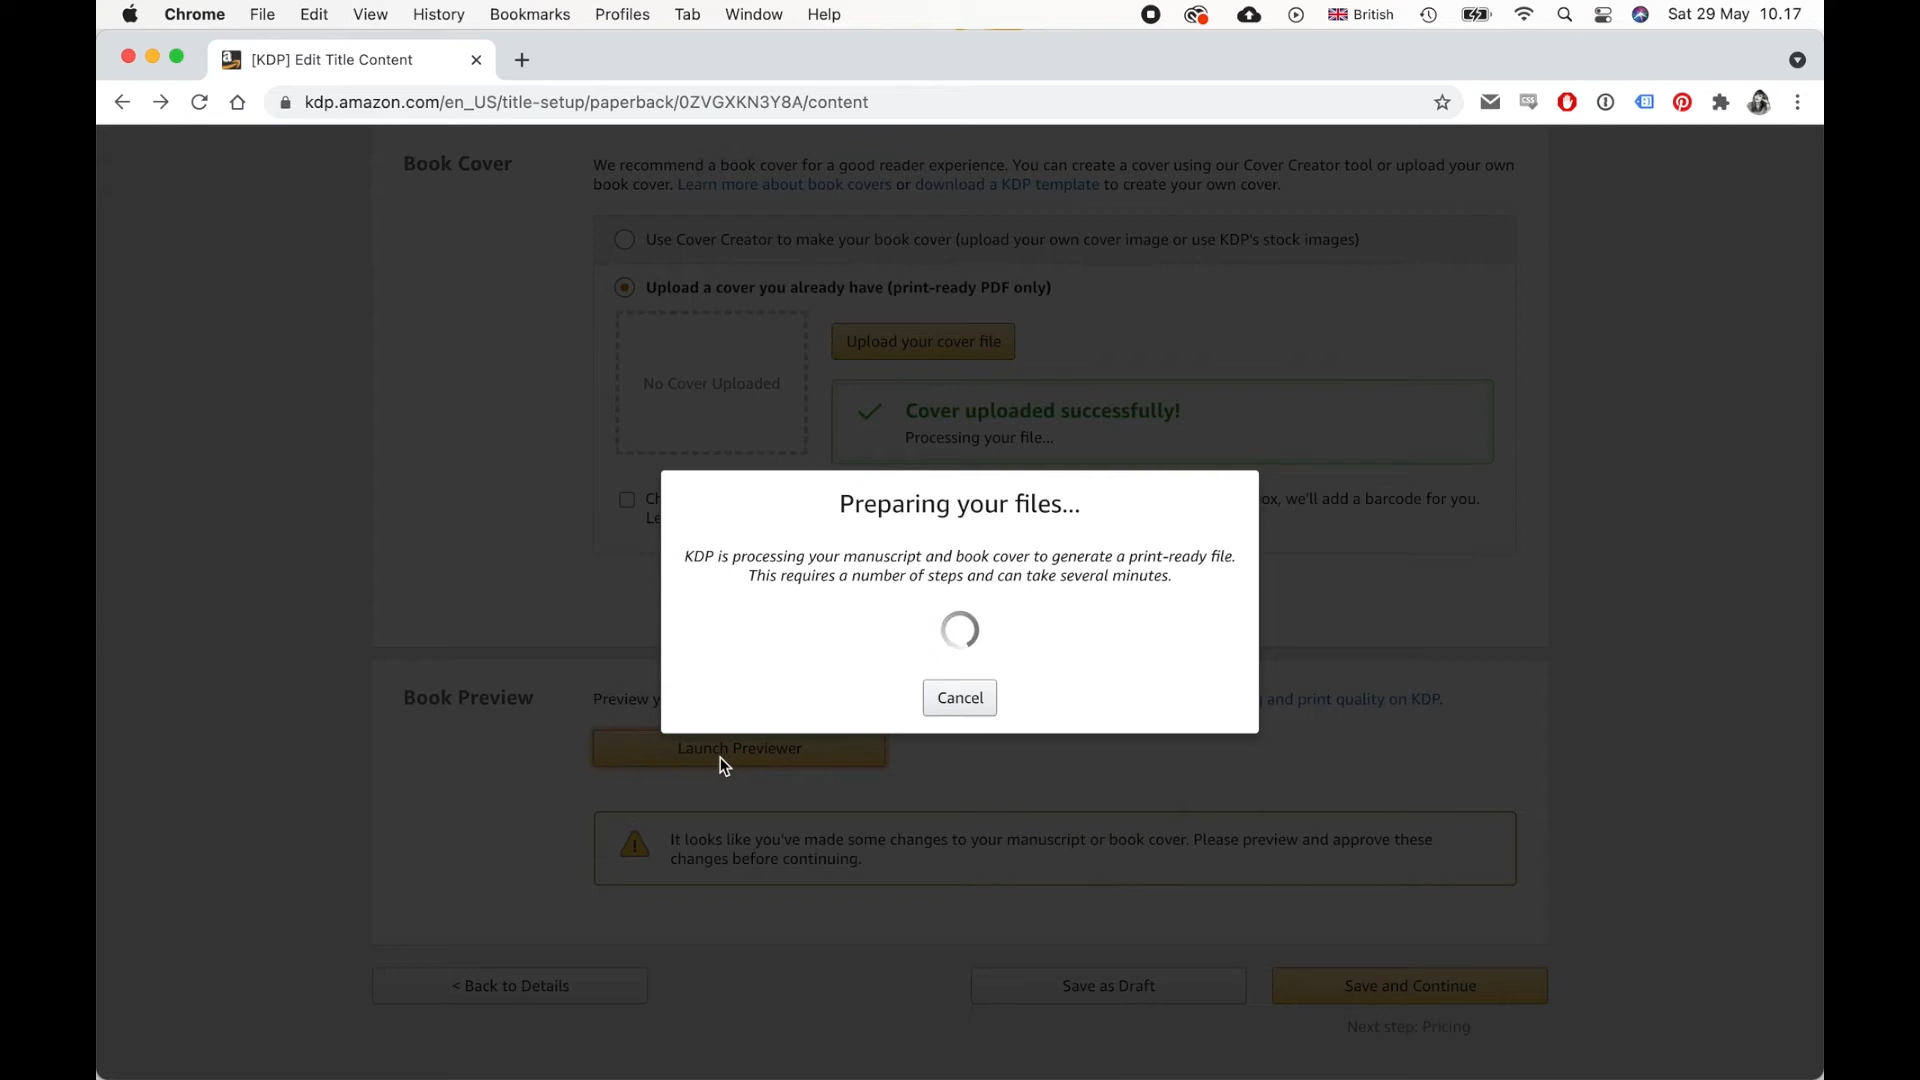 Chrome File Edit View History Bookmarks Profiles Tab Window Help British Sat 29 May 10.17
[KDP] Edit Title Content
kdp.amazon.com/en_US/title-setup/paperback/0ZVGXKN3Y8A/content
Book Cover
We recommend a book cover for a good reader experience. You can create a cover using our Cover Creator tool or upload your own
book cover. Learn more about book covers or download a KDP template to create your own cover.
Use Cover Creator to make your book cover (upload your own cover image or use KDP's stock images)
Upload a cover you already have (print-ready PDF only)
Upload your cover file
No Cover Uploaded
Cover uploaded successfully!
Processing your file...
ox, we'll add a barcode for you.
Preparing your files...
KDP is processing your manuscript and book cover to generate a print-ready file.
This requires a number of steps and can take several minutes.
Cancel
Book Preview
Preview y
and print quality on KDP.
Launch Previewer
It looks like you've made some changes to your manuscript or book cover. Please preview and approve these
changes before continuing.
< Back to Details
Save as Draft
Save and Continue
Next step: Pricing